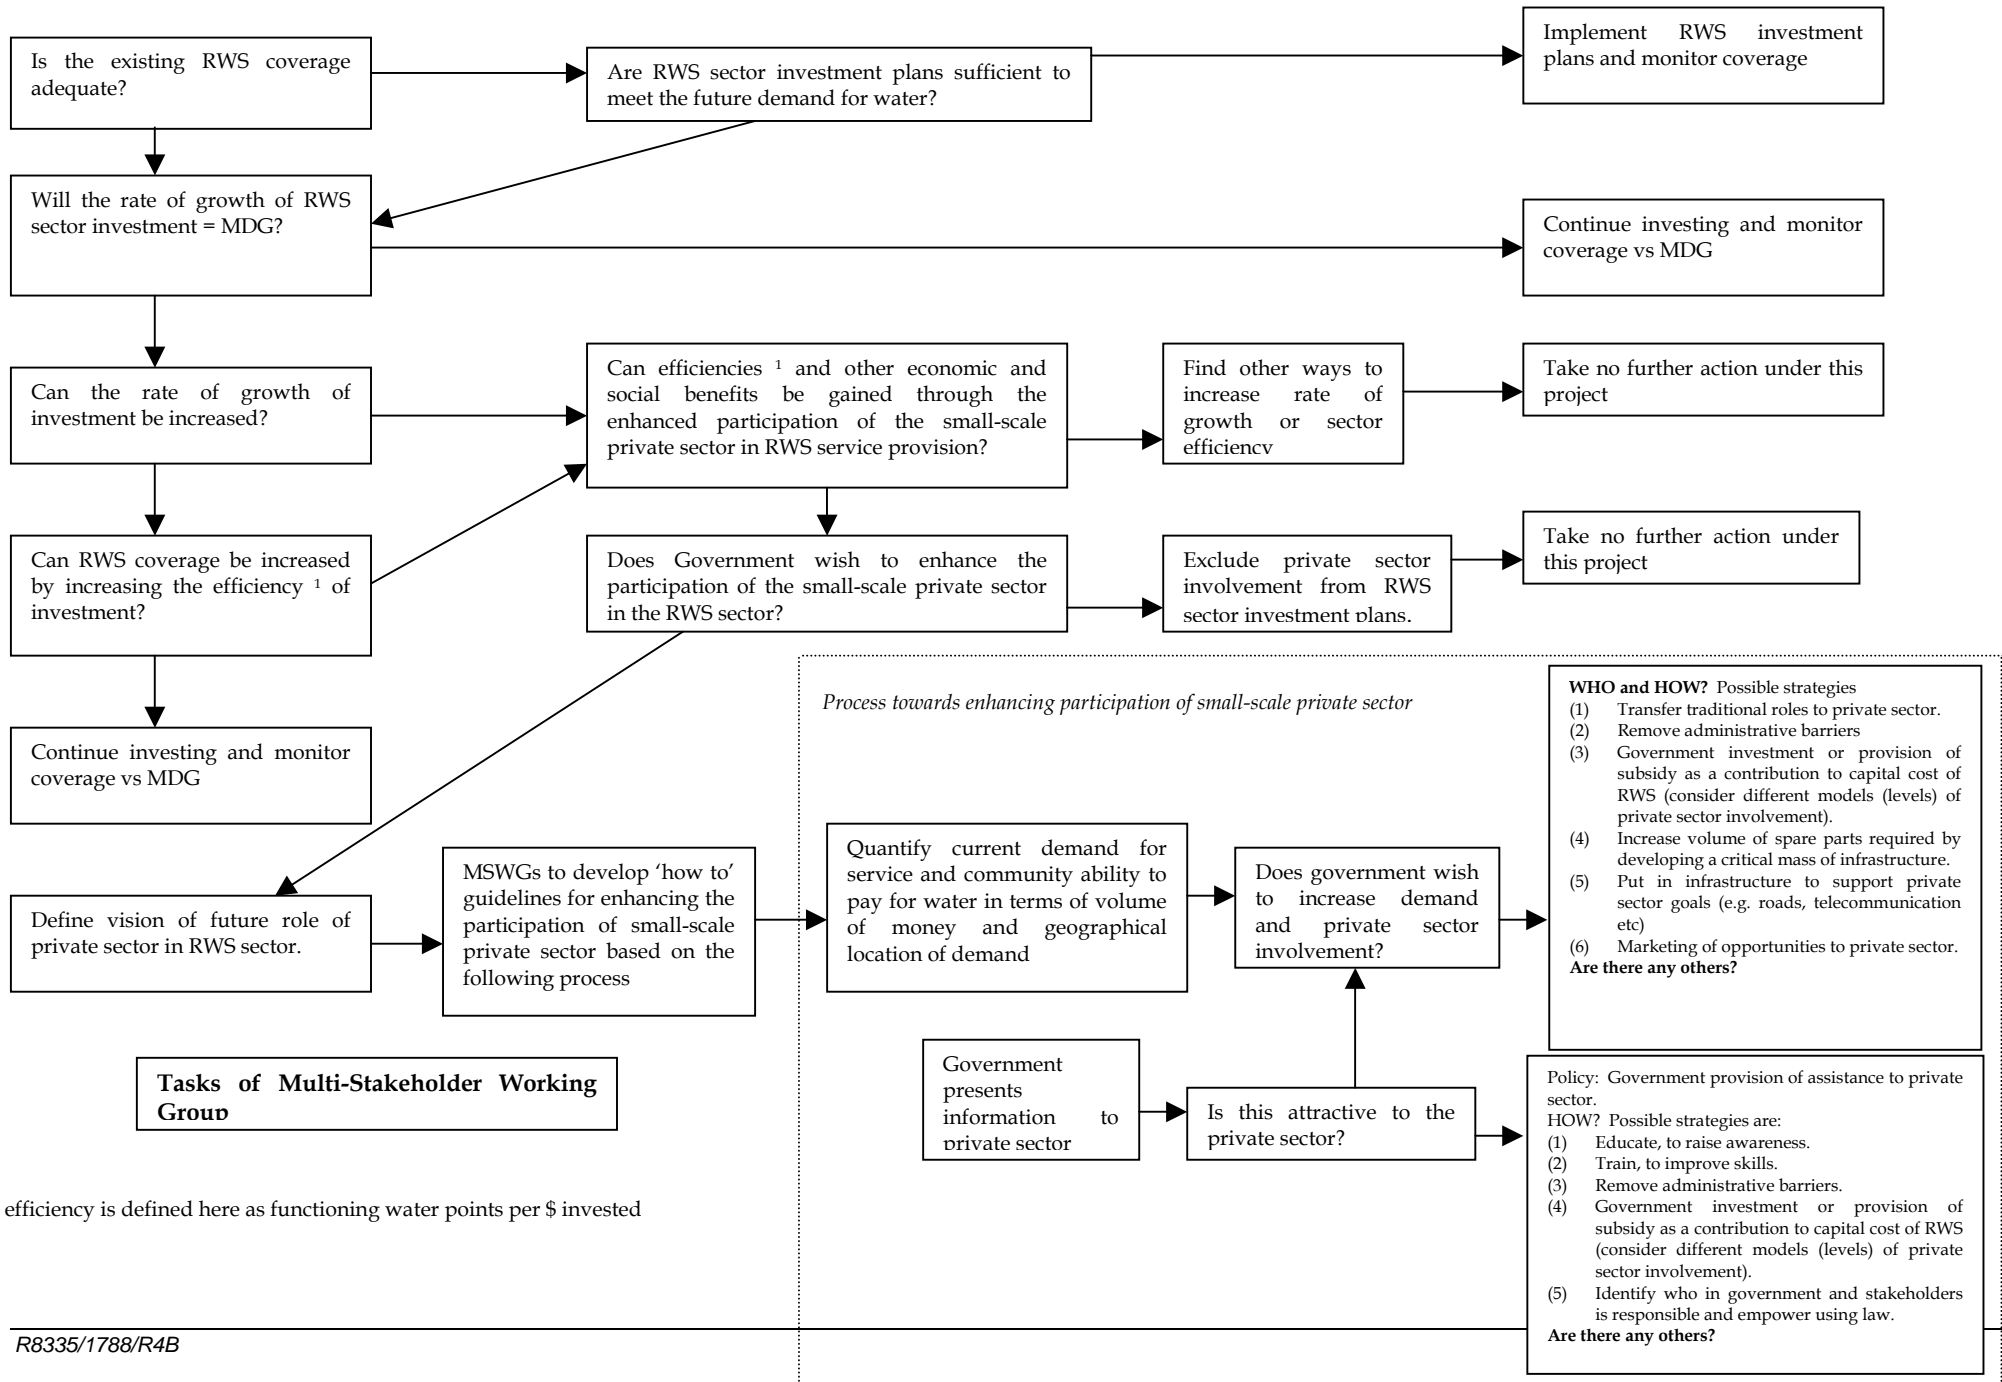 Is the existing RWS coverage
adequate?
Are RWS sector investment plans sufficient to
meet the future demand for water?
Implement RWS investment
plans and monitor coverage
Will the rate of growth of RWS
sector investment = MDG?
Continue investing and monitor
coverage vs MDG
Can the rate of growth of
investment be increased?
Can efficiencies 1 and other economic and
social benefits be gained through the
enhanced participation of the small-scale
private sector in RWS service provision?
Find other ways to
increase rate of
growth or sector
efficiency
Take no further action under this
project
Can RWS coverage be increased
by increasing the efficiency 1 of
investment?
Does Government wish to enhance the
participation of the small-scale private sector
in the RWS sector?
Exclude private sector
involvement from RWS
sector investment plans.
Take no further action under
this project
Continue investing and monitor
coverage vs MDG
Process towards enhancing participation of small-scale private sector
WHO and HOW? Possible strategies
(1) Transfer traditional roles to private sector.
(2) Remove administrative barriers
(3) Government investment or provision of
subsidy as a contribution to capital cost of
RWS (consider different models (levels) of
private sector involvement).
(4) Increase volume of spare parts required by
developing a critical mass of infrastructure.
(5) Put in infrastructure to support private
sector goals (e.g. roads, telecommunication
etc)
(6) Marketing of opportunities to private sector.
Are there any others?
Define vision of future role of
private sector in RWS sector.
MSWGs to develop ‘how to’
guidelines for enhancing the
participation of small-scale
private sector based on the
following process
Quantify current demand for
service and community ability to
pay for water in terms of volume
of money and geographical
location of demand
Does government wish
to increase demand
and private sector
involvement?
Tasks of Multi-Stakeholder Working
Group
Government
presents
information to
private sector
Is this attractive to the
private sector?
Policy: Government provision of assistance to private
sector.
HOW? Possible strategies are:
(1) Educate, to raise awareness.
(2) Train, to improve skills.
(3) Remove administrative barriers.
(4) Government investment or provision of
subsidy as a contribution to capital cost of RWS
(consider different models (levels) of private
sector involvement).
(5) Identify who in government and stakeholders
is responsible and empower using law.
Are there any others?
efficiency is defined here as functioning water points per $ invested
R8335/1788/R4B